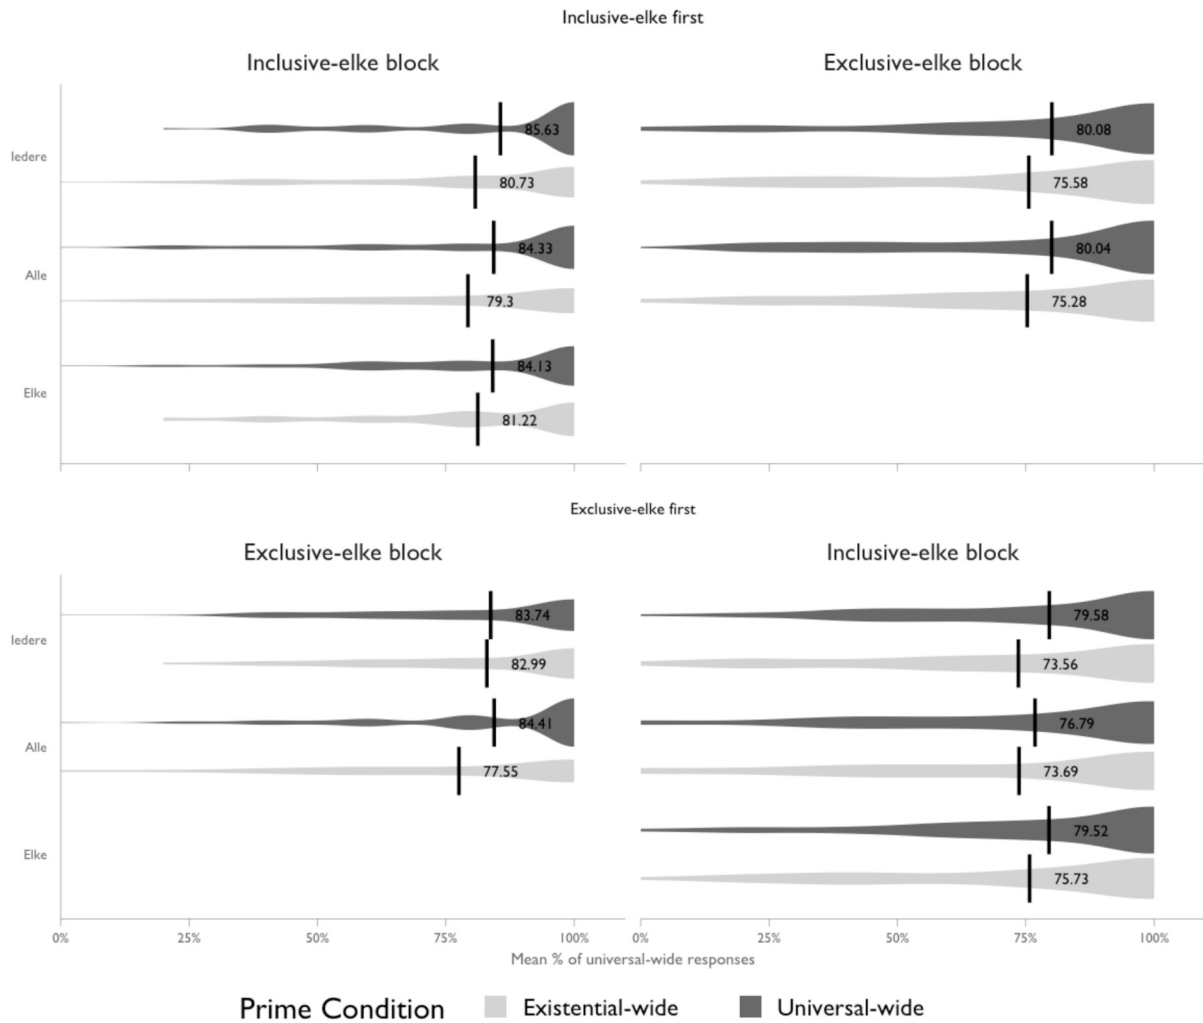 Inclusive-elke first
Inclusive-elke block
Exclusive-elke block
Iedere
85.63
80.08
80.73
75.58
Alle
84.33
80.04
79.3
75.28
Elke
84.13
81.22
Exclusive-elke first
Exclusive-elke block
Inclusive-elke block
Iedere
83.74
79.58
82.99
73.56
Alle
84.41
76.79
77.55
73.69
Elke
79.52
75.73
0% 25% 50% 75% 100%
0% 25% 50% 75% 100%
Mean % of universal-wide responses
Prime Condition Existential-wide Universal-wide